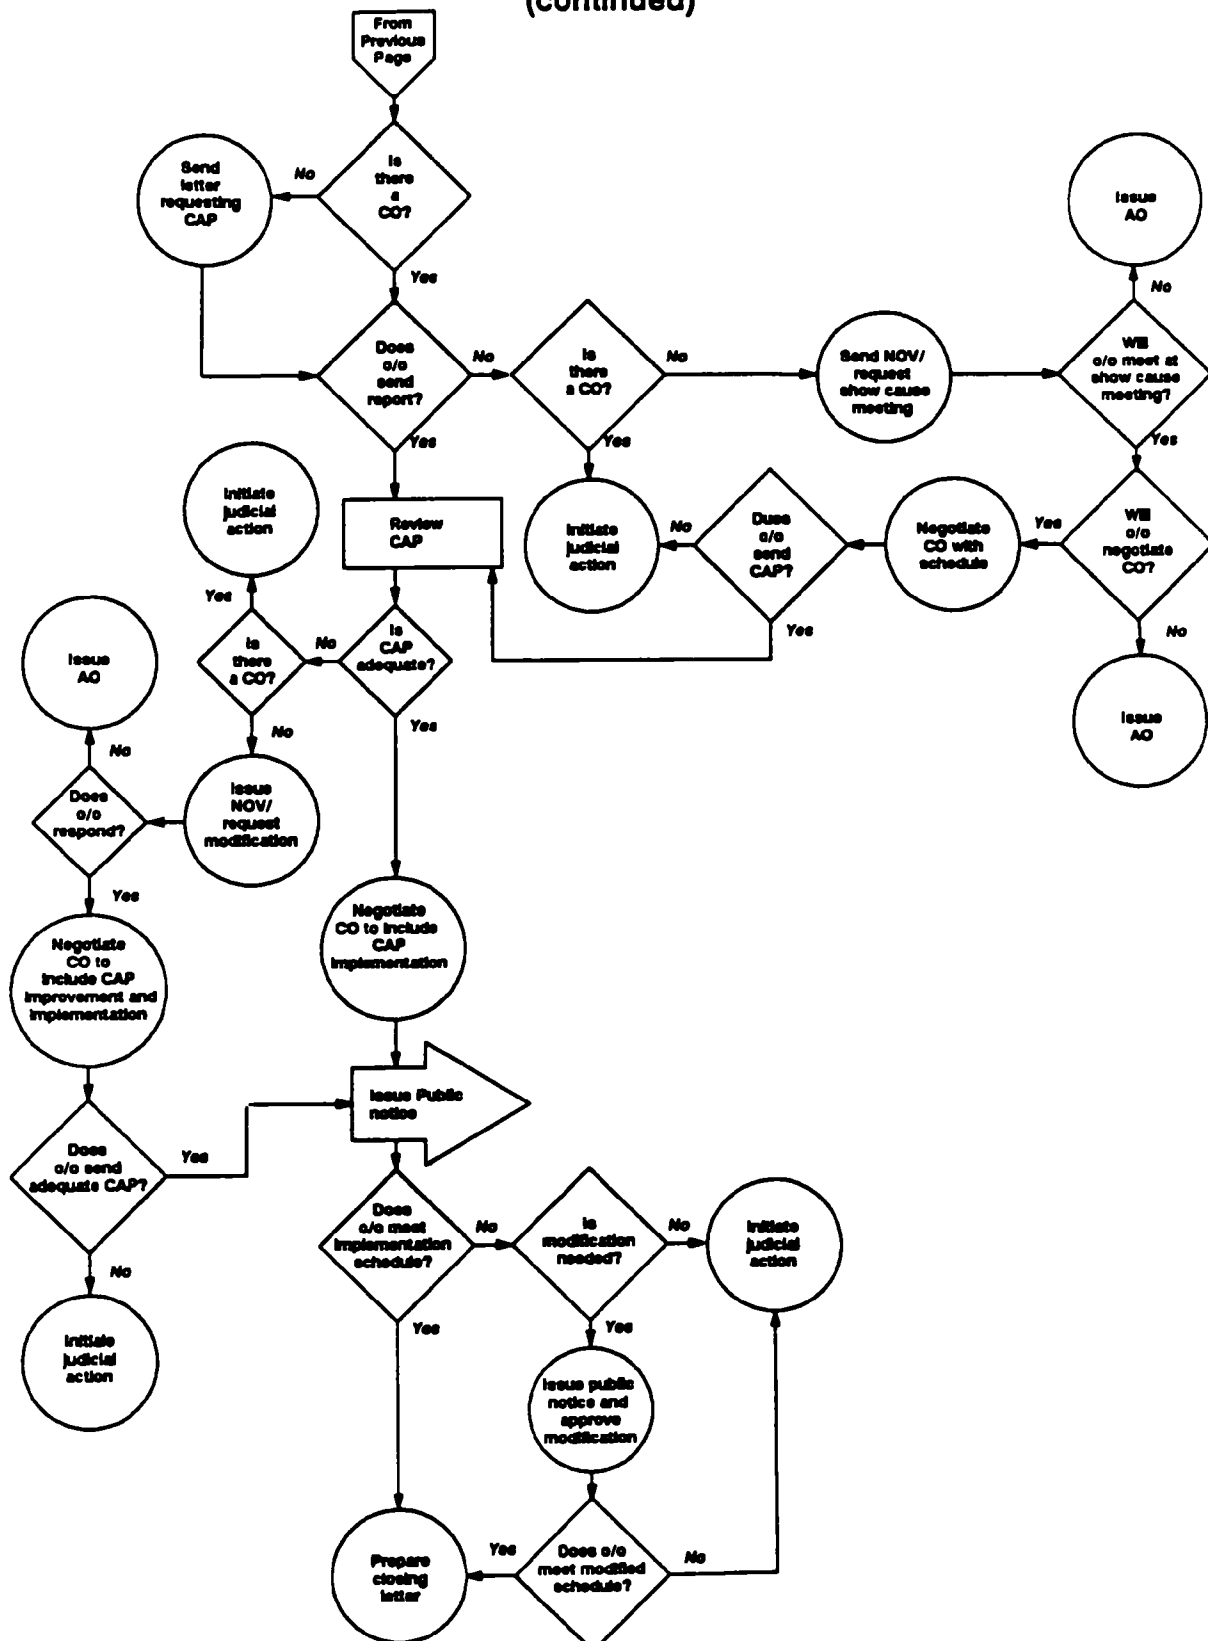 (continued)
From
Previous
Page
Is
there
a
CO?
No
Send
letter
requesting
CAP
Yes
Issue
AO
No
Does
o/o
send
report?
No
Is
there
a CO?
No
Send NOV/
request
show cause
meeting
Will
o/o meet at
show cause
meeting?
Yes
Yes
Yes
Initiate
judicial
action
Review
CAP
Initiate
judicial
action
No
Duse
o/o
send
CAP?
Negotiate
CO with
schedule
Yes
Will
o/o
negotiate
CO?
Yes
No
Yes
Issue
AO
Is
there
a CO?
No
Is
CAP
adequate?
Issue
AO
No
Yes
No
Does
o/o
respond?
Issue
NOV/
request
modification
Yes
Negotiate
CO to
include CAP
improvement and
implementation
Negotiate
CO to include
CAP
implementation
Issue Public
notice
Does
o/o send
adequate CAP?
Yes
No
Does
o/o meet
implementation
schedule?
No
Is
modification
needed?
No
Initiate
judicial
action
Yes
Yes
Initiate
judicial
action
Issue public
notice and
approve
modification
Prepare
closing
letter
Yes
Does o/o
meet modified
schedule?
No